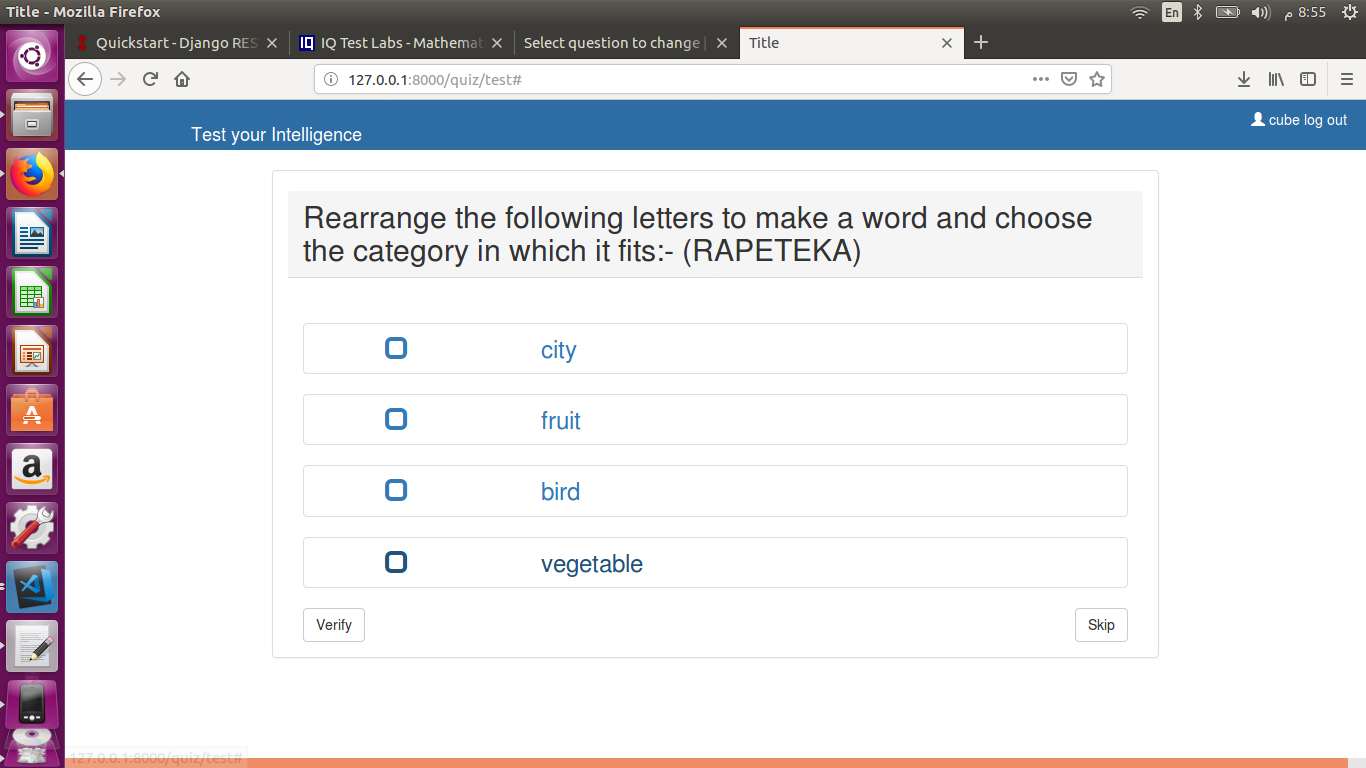 Title - Mozilla Firefox
En
8:55 م
Quickstart - Django RES
IQ IQ Test Labs - Mathemat
Select question to change |
Title
127.0.0.1:8000/quiz/test#
Test your Intelligence
cube log out
Rearrange the following letters to make a word and choose
the category in which it fits:- (RAPETEKA)
city
fruit
bird
vegetable
Verify
Skip
127.0.0.1:8000/quiz/test#